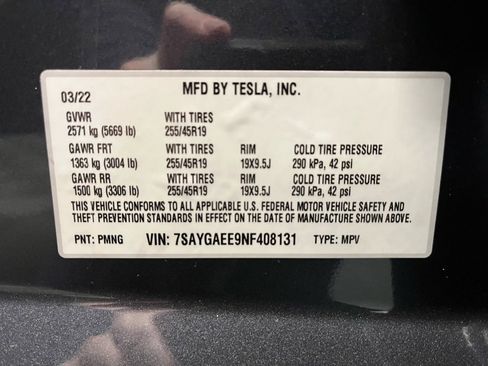 MFD BY TESLA, INC.
03/22
GVWR WITH TIRES
2571 kg (5669 lb) 255/45R19
GAWR FRT WITH TIRES RIM COLD TIRE PRESSURE
1363 kg (3004 lb) 255/45R19 19X9.5J 290 kPa, 42 psi
GAWR RR WITH TIRES RIM COLD TIRE PRESSURE
1500 kg (3306 lb) 255/45R19 19X9.5J 290 kPa, 42 psi
THIS VEHICLE CONFORMS TO ALL APPLICABLE U.S. FEDERAL MOTOR VEHICLE SAFETY AND
THEFT PREVENTION STANDARDS IN EFFECT ON THE DATE OF MANUFACTURE SHOWN ABOVE.
PNT: PMNG VIN: 7SAYGAEE9NF408131 TYPE: MPV